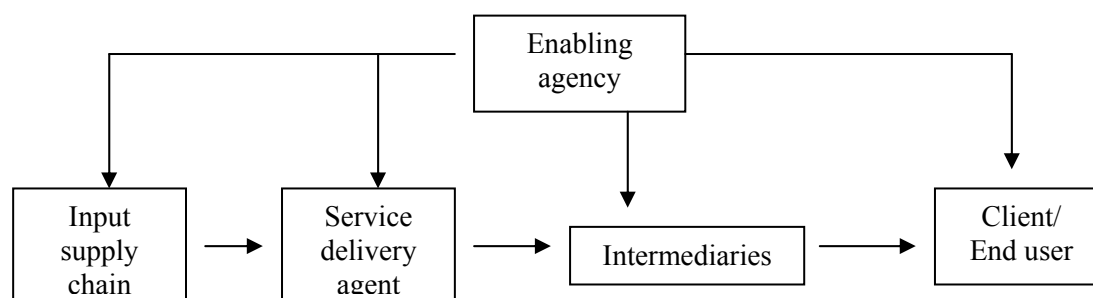 Enabling
agency
Input
supply
chain
Service
delivery
agent
Intermediaries
Client/
End user